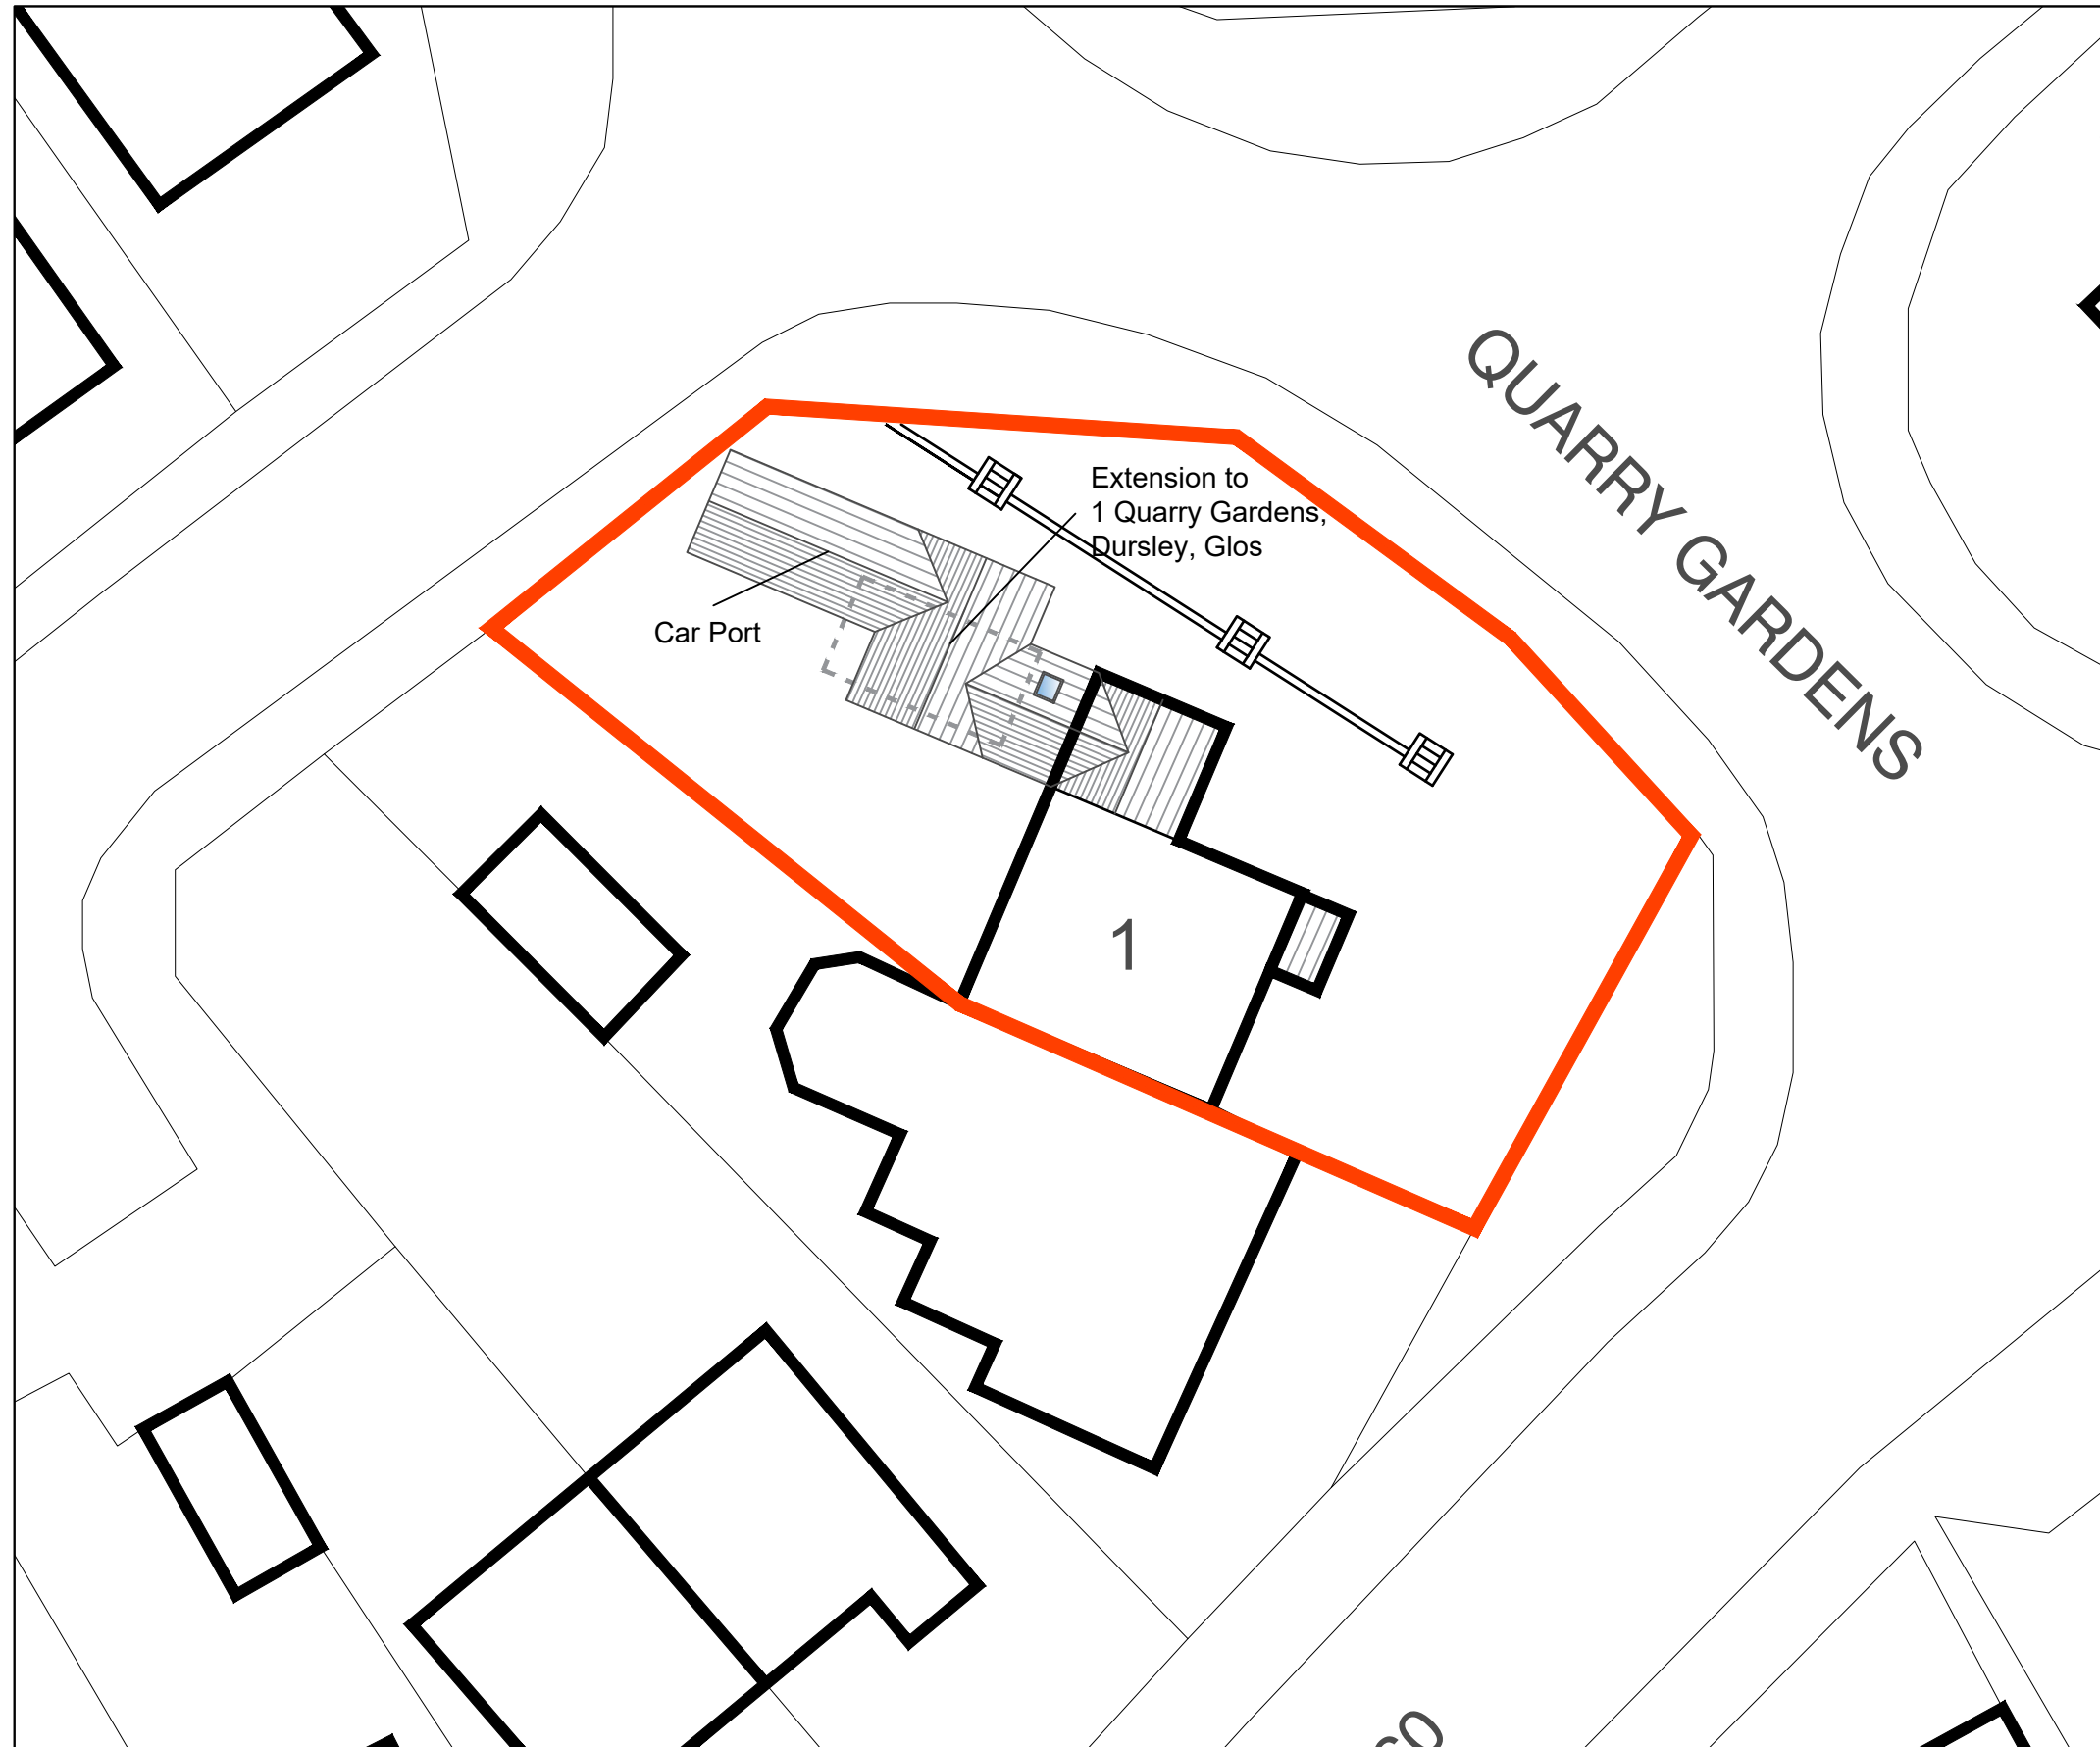 QUARRY GARDENS
Extension to
1 Quarry Gardens,
Dursley, Glos
Car Port
1